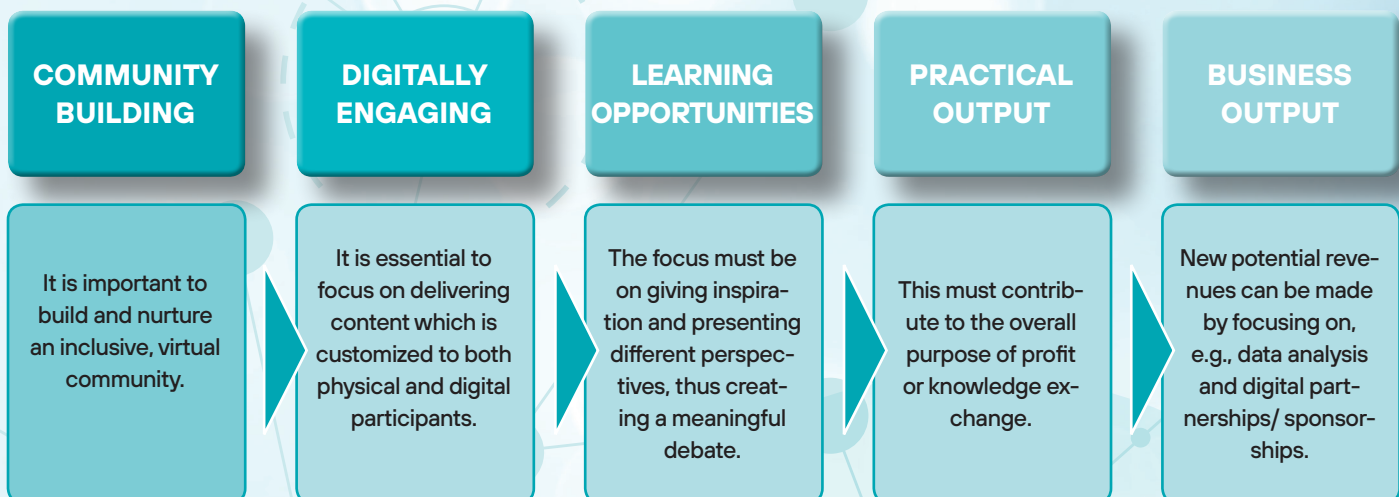 COMMUNITY
BUILDING
DIGITALLY
ENGAGING
LEARNING
OPPORTUNITIES
PRACTICAL
OUTPUT
BUSINESS
OUTPUT
It is important to
build and nurture
an inclusive, virtual
community.
It is essential to
focus on delivering
content which is
customized to both
physical and digital
participants.
The focus must be
on giving inspira-
tion and presenting
different perspec-
tives, thus creat-
ing a meaningful
debate.
This must contrib-
ute to the overall
purpose of profit
or knowledge ex-
change.
New potential reve-
nues can be made
by focusing on,
e.g., data analysis
and digital part-
nerships/ sponsor-
ships.